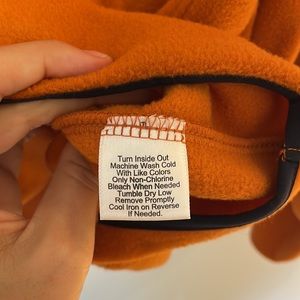 Turn Inside Out
Machine Wash Cold
With Like Colors
Only Non-Chlorine
Bleach When Needed
Tumble Dry Low
Remove Promptly
Cool Iron on Reverse
If Needed.